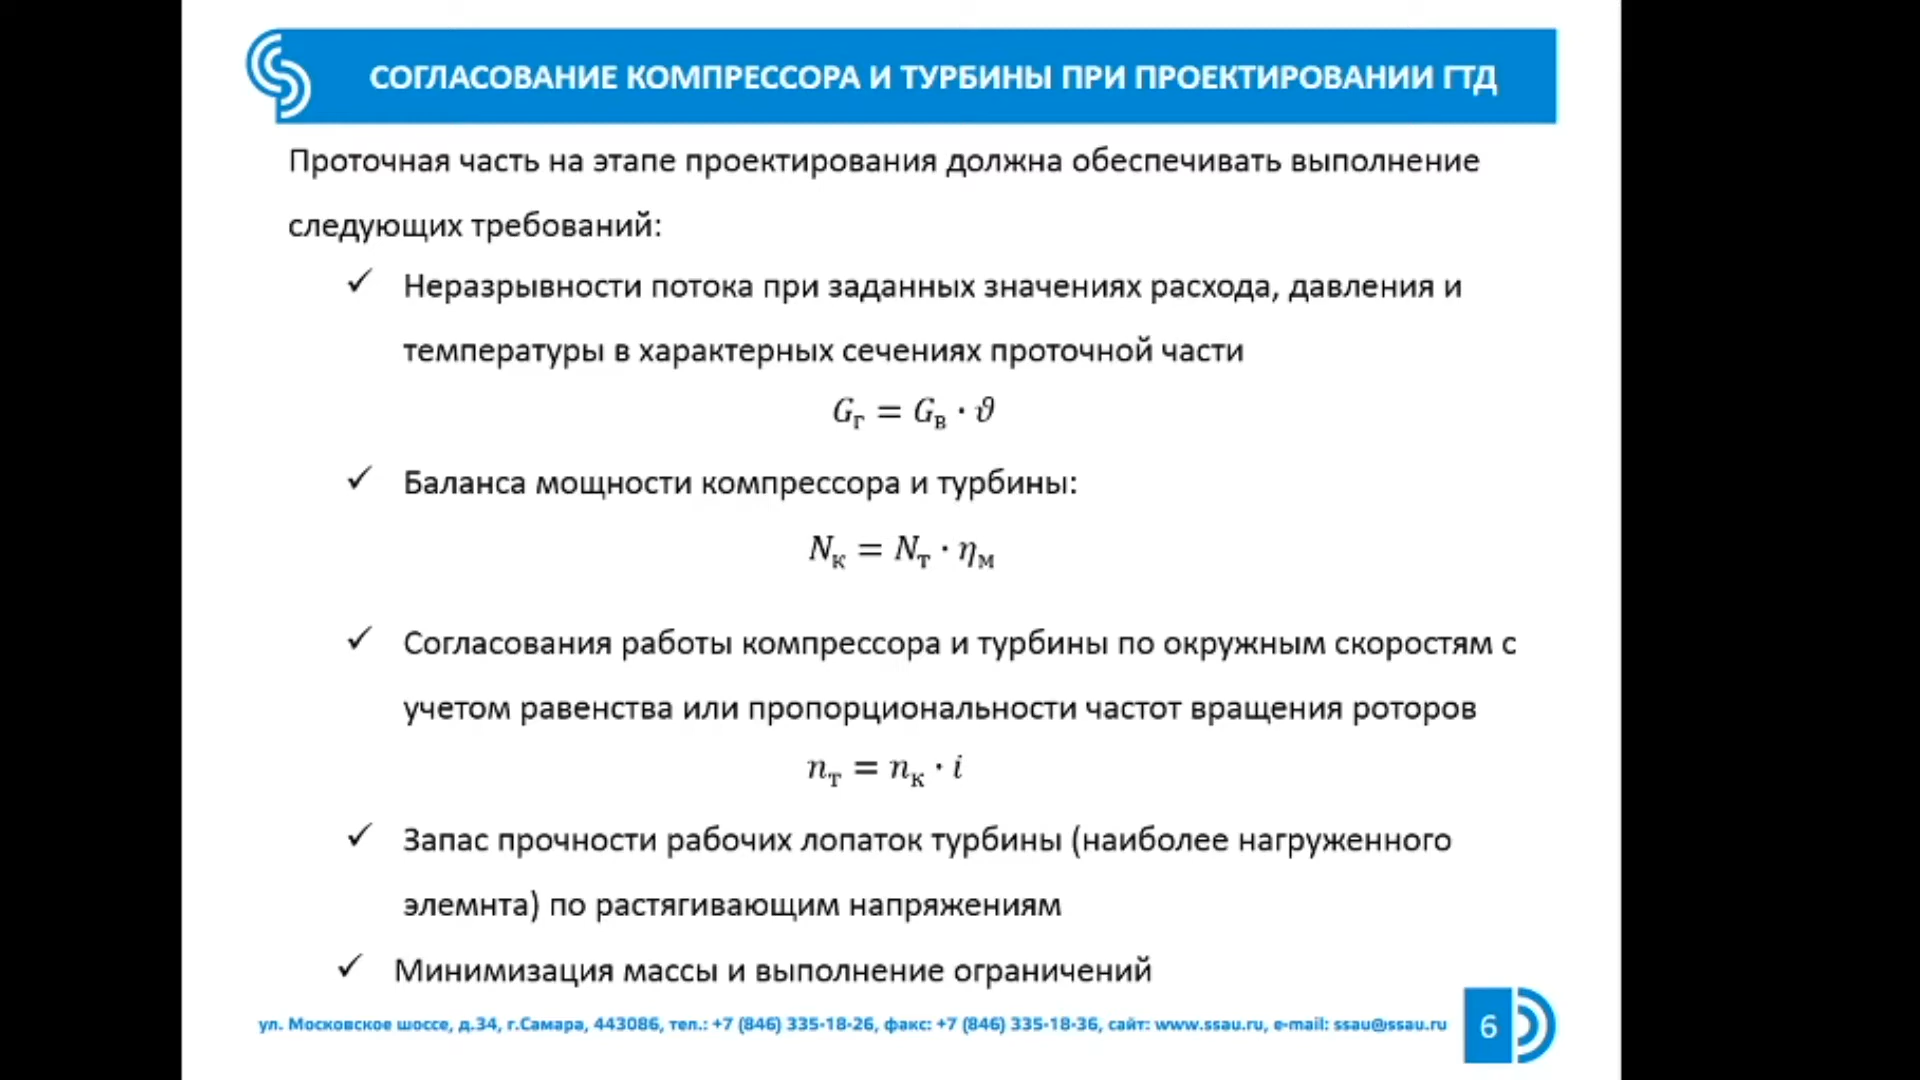 СОГЛАСОВАНИЕ КОМПРЕССОРА И ТУРБИНЫ ПРИ ПРОЕКТИРОВАНИИ ГТД
Проточная часть на этапе проектирования должна обеспечивать выполнение
следующих требований:
✓ Неразрывности потока при заданных значениях расхода, давления и
температуры в характерных сечениях проточной части
Gг = Gв · ϑ
✓ Баланса мощности компрессора и турбины:
Nк = Nт · ηм
✓ Согласования работы компрессора и турбины по окружным скоростям с
учетом равенства или пропорциональности частот вращения роторов
nт = nк · i
✓ Запас прочности рабочих лопаток турбины (наиболее нагруженного
элемнта) по растягивающим напряжениям
✓ Минимизация массы и выполнение ограничений
ул. Московское шоссе, д.34, г.Самара, 443086, тел.: +7 (846) 335-18-26, факс: +7 (846) 335-18-36, сайт: www.ssau.ru, e-mail: ssau@ssau.ru
6